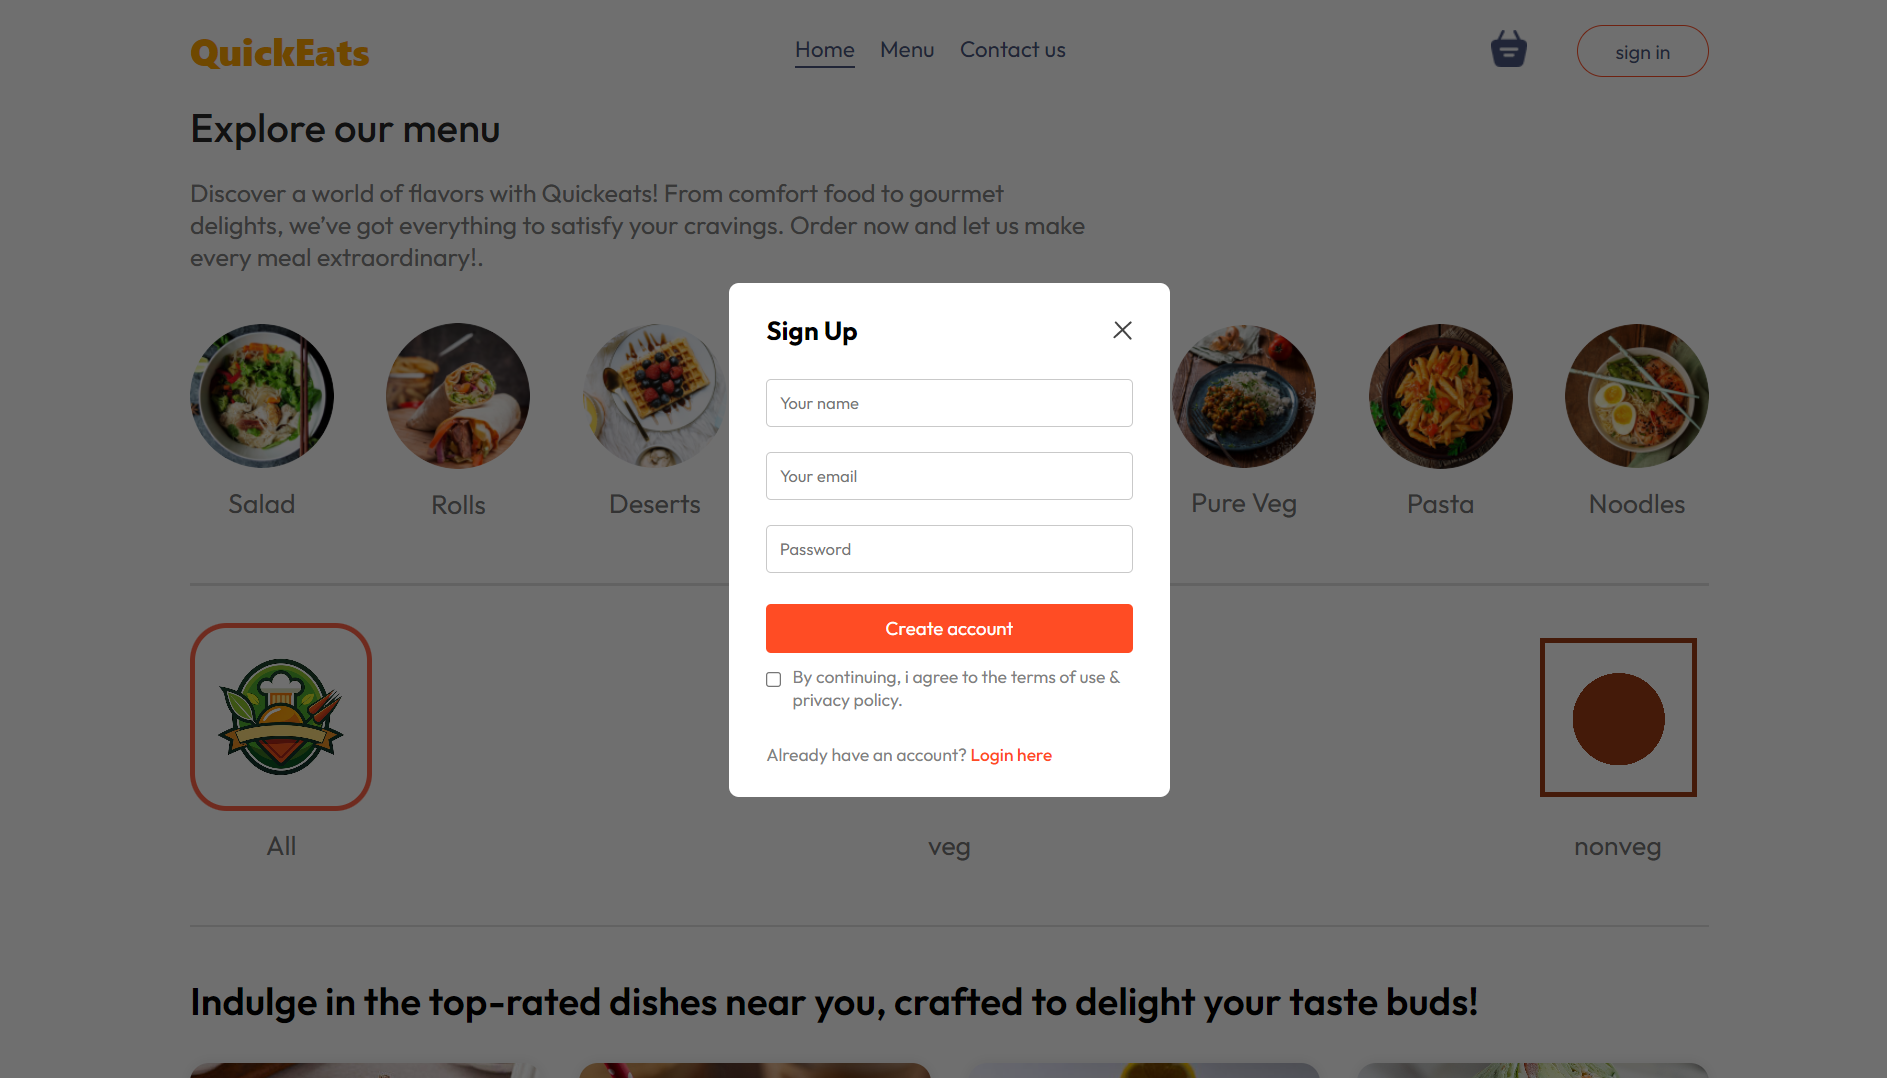 QuickEats
Home Menu Contact us
sign in
Explore our menu
Discover a world of flavors with Quickeats! From comfort food to gourmet
delights, we've got everything to satisfy your cravings. Order now and let us make
every meal extraordinary!.
Salad
Rolls
Deserts
Pure Veg
Pasta
Noodles
Sign Up
Your name
Your email
Password
Create account
By continuing, i agree to the terms of use &
privacy policy.
Already have an account? Login here
All
veg
nonveg
Indulge in the top-rated dishes near you, crafted to delight your taste buds!